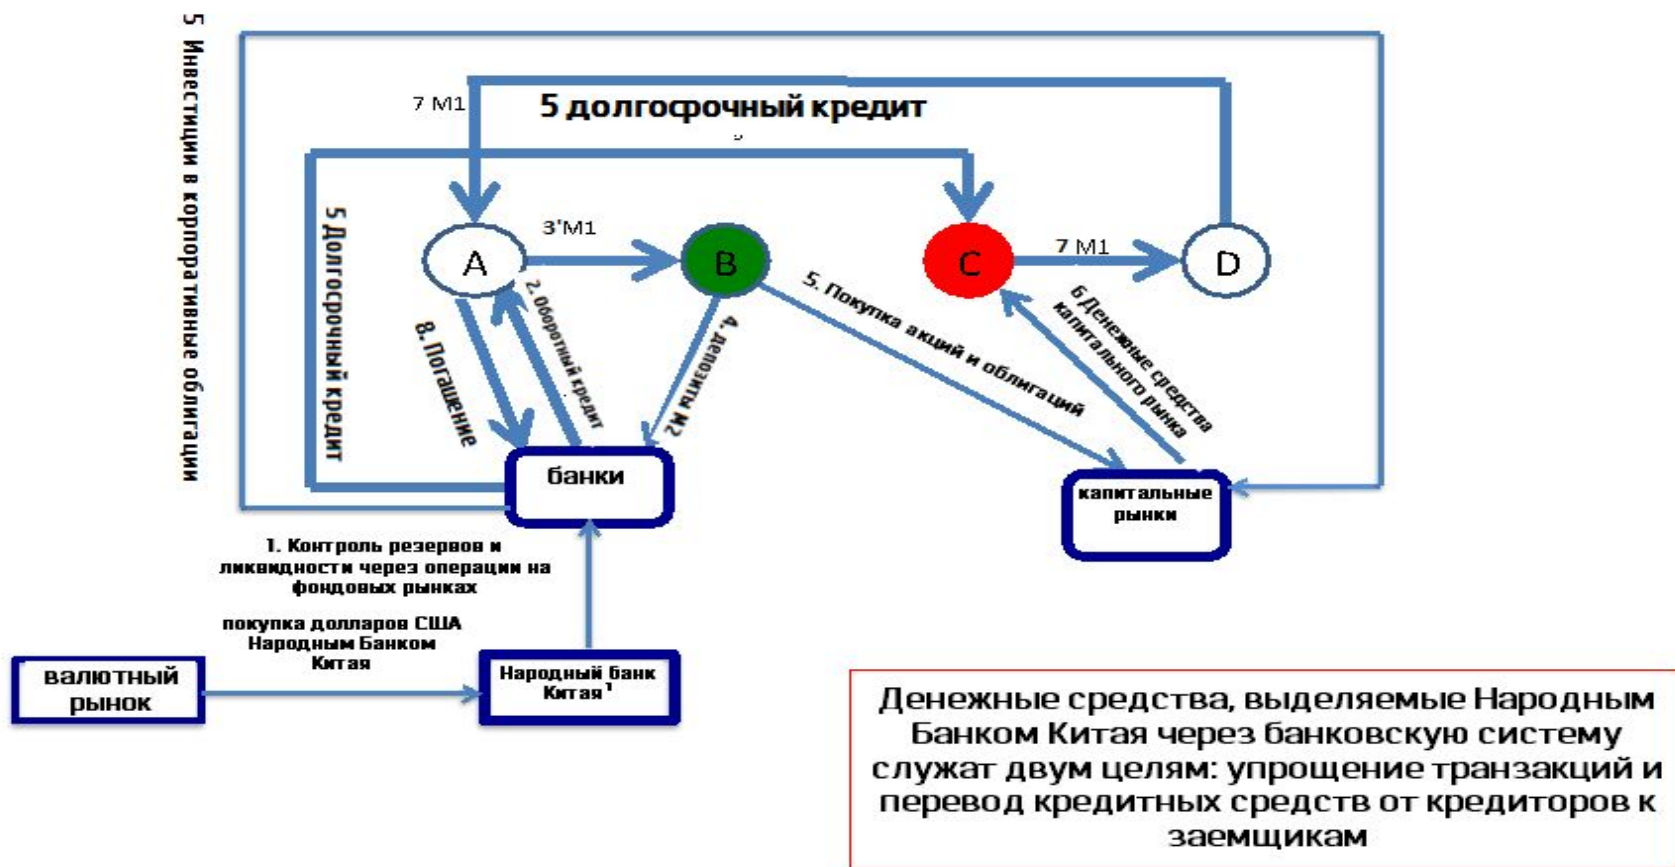 5 Инвестиции в корпоративные облигации
7 М1
5 долгосрочный кредит
5 Долгосрочный кредит
A
3'М1
B
C
7 М1
D
8. Погашение
2. Оборотный кредит
4. депозиты М2
5. Покупка акций и облигаций
6 Денежные средства
капитального рынка
банки
капитальные
рынки
1. Контроль резервов и
ликвидности через операции на
фондовых рынках
покупка долларов США
Народным Банком
Китая
валютный
рынок
Народный банк
Китая¹
Денежные средства, выделяемые Народным
Банком Китая через банковскую систему
служат двум целям: упрощение транзакций и
перевод кредитных средств от кредиторов к
заемщикам